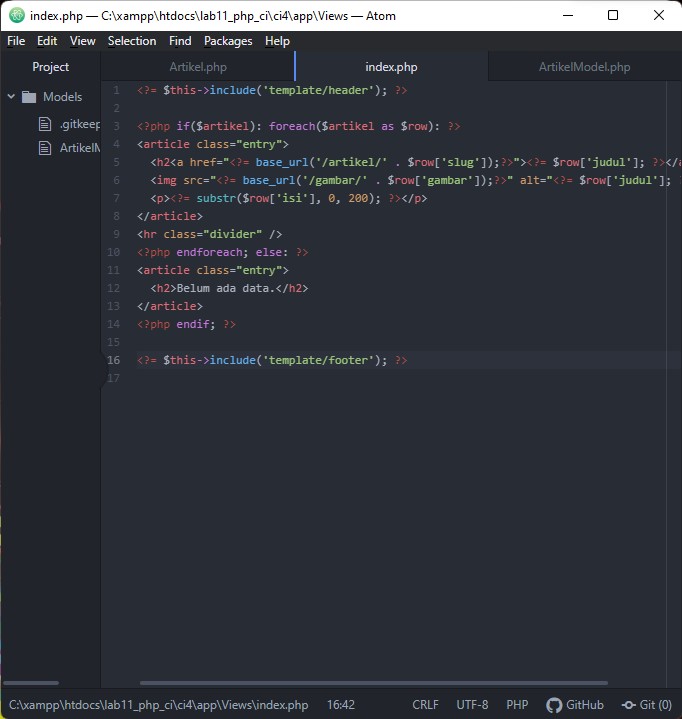 index.php — C:\xampp\htdocs\lab11_php_ci\ci4\app\Views — Atom
File Edit View Selection Find Packages Help
Project
Artikel.php
index.php
ArtikelModel.php
Models
.gitkeep
ArtikelM
1 <?= $this->include('template/header'); ?>
2
3 <?php if($artikel): foreach($artikel as $row): ?>
4 <article class="entry">
5 <h2<a href="<?= base_url('/artikel/' . $row['slug']);?>"><?= $row['judul']; ?></a
6 <img src="<?= base_url('/gambar/' . $row['gambar']);?>" alt="<?= $row['judul'];
7 <p><?= substr($row['isi'], 0, 200); ?></p>
8 </article>
9 <hr class="divider" />
10 <?php endforeach; else: ?>
11 <article class="entry">
12 <h2>Belum ada data.</h2>
13 </article>
14 <?php endif; ?>
15
16 <?= $this->include('template/footer'); ?>
17
C:\xampp\htdocs\lab11_php_ci\ci4\app\Views\index.php 16:42 CRLF UTF-8 PHP GitHub Git (0)